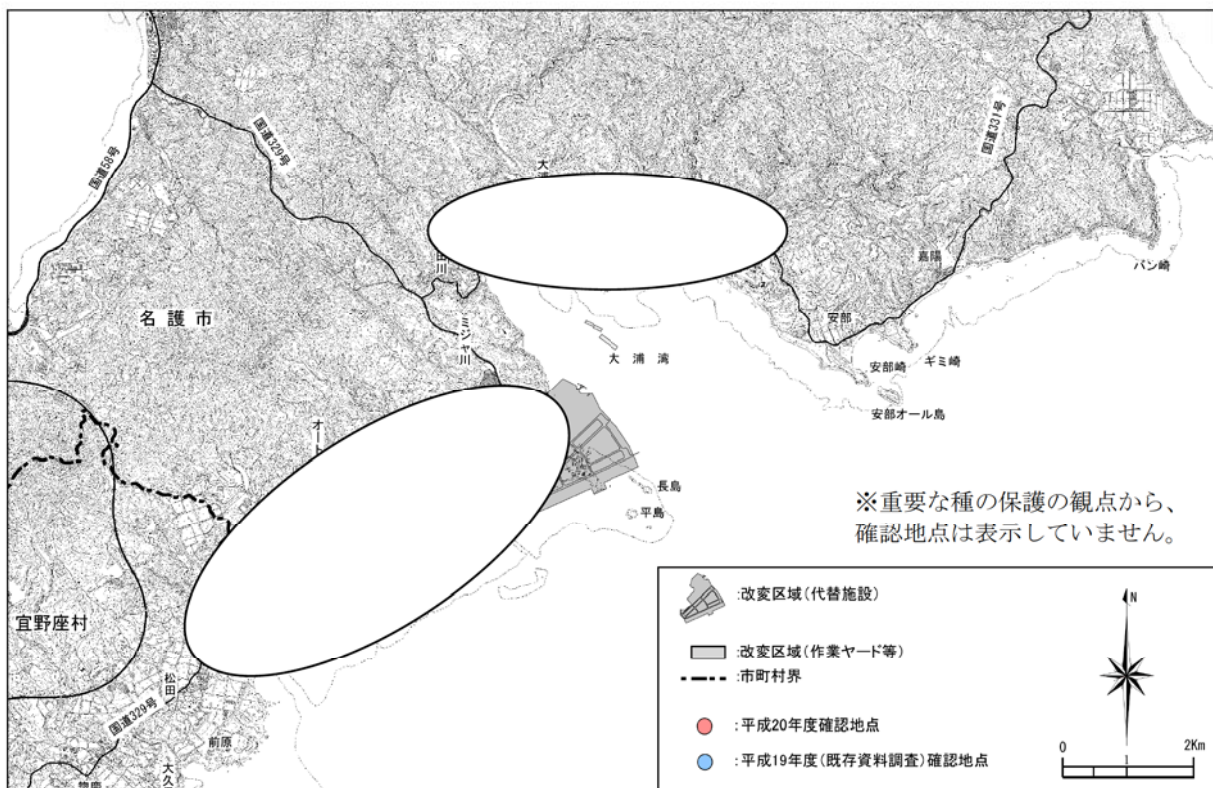 国道58号
国道329号
大
国道331号
田川
嘉陽
バン崎
名護市
ミジャ川
大浦湾
安部
安部崎
ギミ崎
安部オール島
オー
長島
平島
※重要な種の保護の観点から、
確認地点は表示していません。
宜野座村
松田
国道329号
前原
大久
:改変区域(代替施設)
:改変区域(作業ヤード等)
:市町村界
:平成20年度確認地点
:平成19年度(既存資料調査)確認地点
N
0 2Km
1